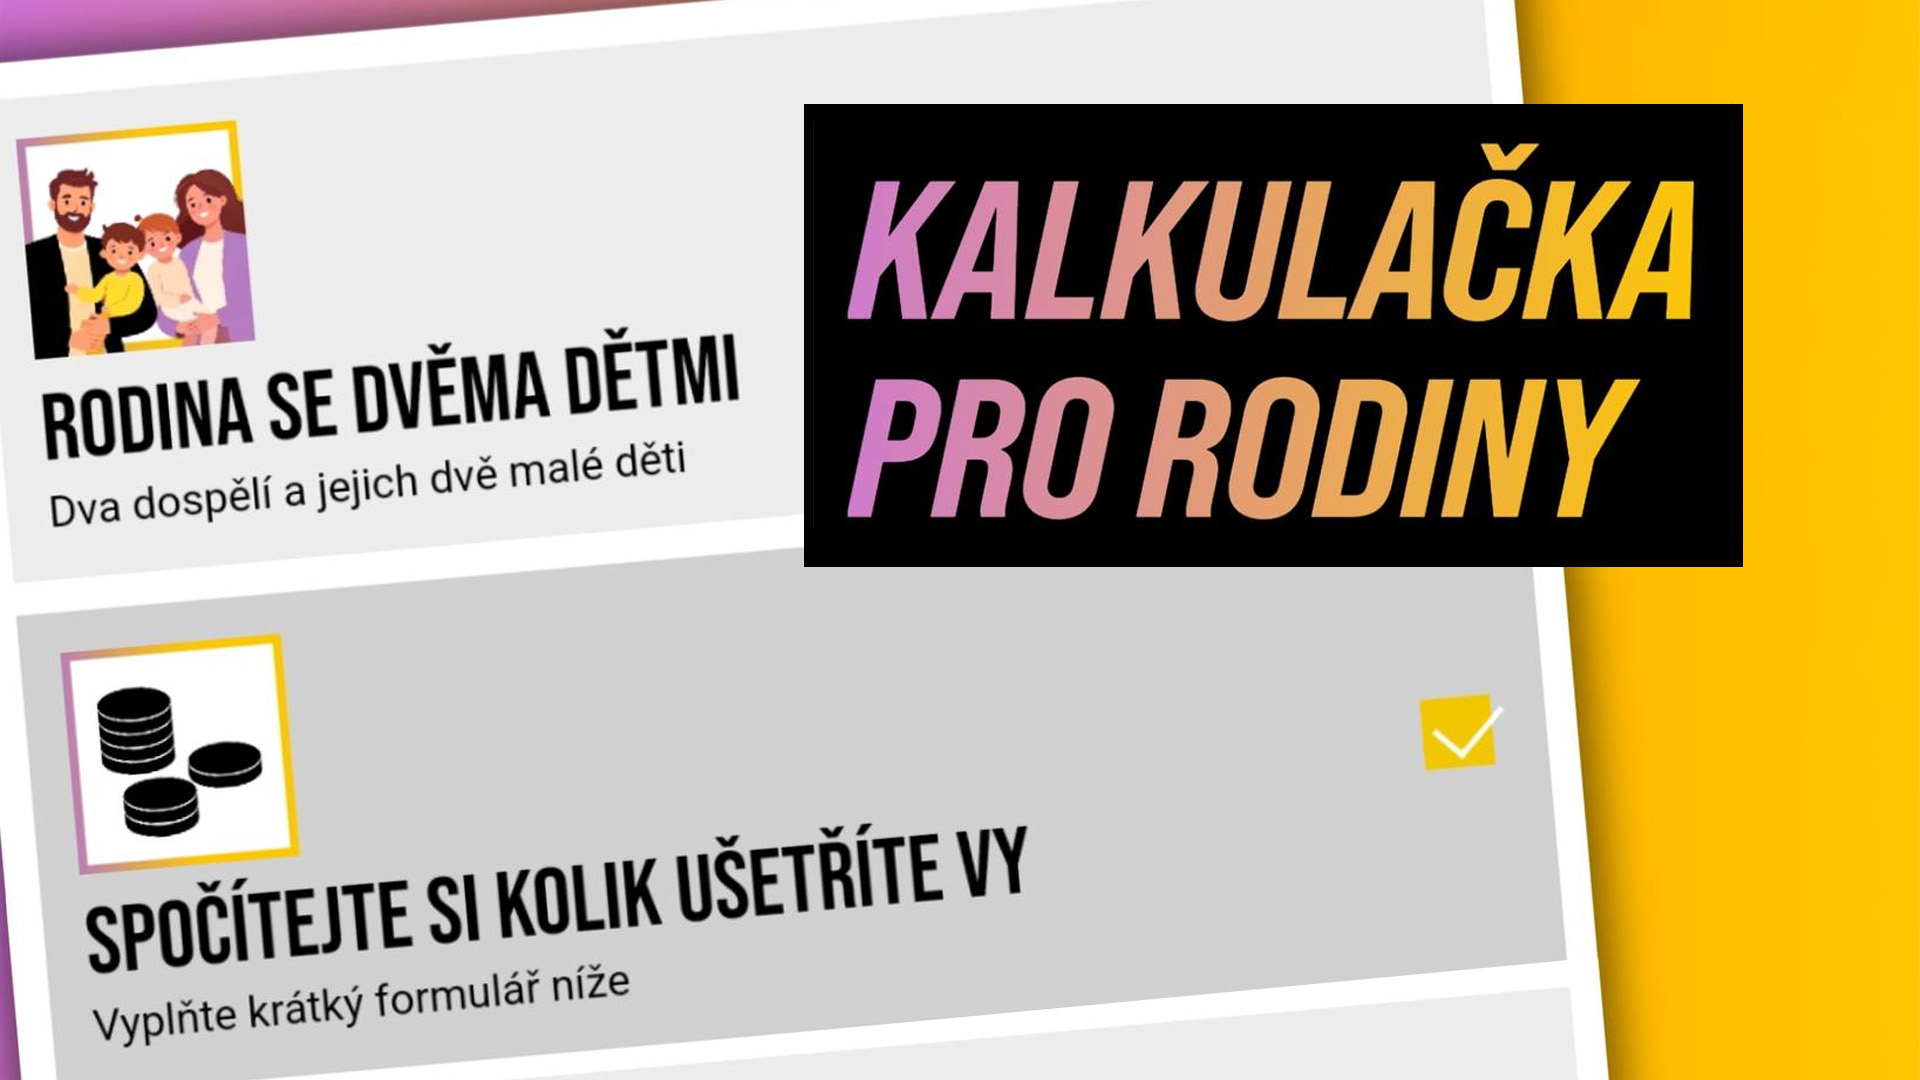 KALKULAČKA
PRO RODINY
RODINA SE DVĚMA DĚTMI
Dva dospělí a jejich dvě malé děti
SPOČÍTEJTE SI KOLIK UŠETŘÍTE VY
Vyplňte krátký formulář níže